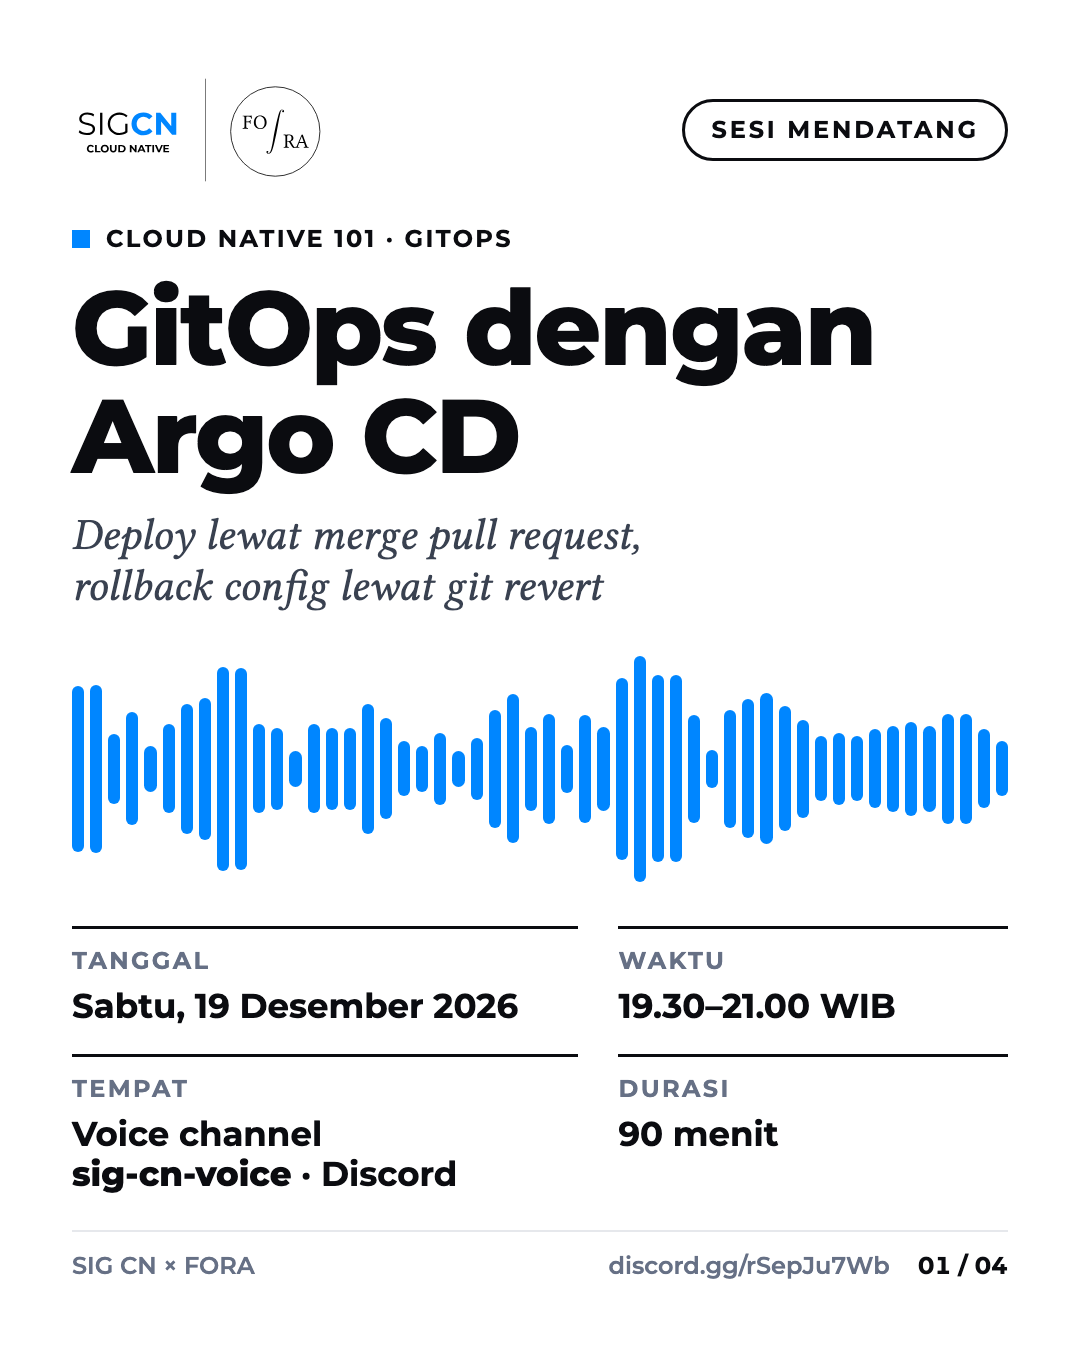 SIGCN
CLOUD NATIVE
FO RA
SESI MENDATANG
CLOUD NATIVE 101 · GITOPS
GitOps dengan
Argo CD
Deploy lewat merge pull request,
rollback config lewat git revert
TANGGAL
Sabtu, 19 Desember 2026
WAKTU
19.30–21.00 WIB
TEMPAT
Voice channel
sig-cn-voice · Discord
DURASI
90 menit
SIG CN × FORA
discord.gg/rSepJu7Wb
01 / 04